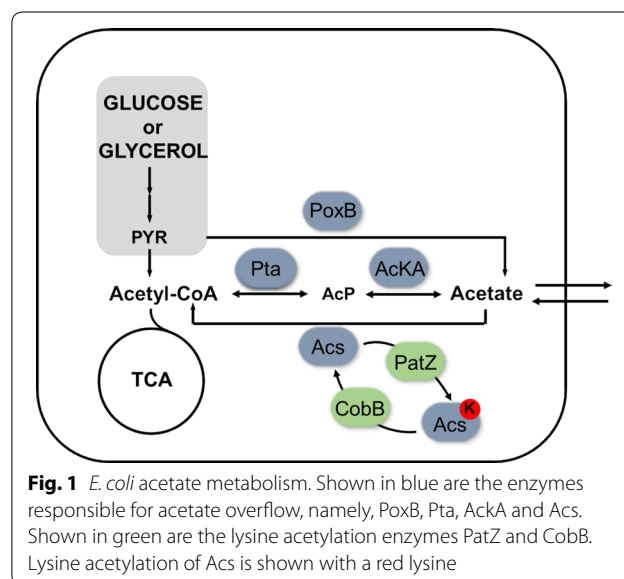 GLUCOSE
or
GLYCEROL
PYR
PoxB
Pta
AcKA
Acetyl-CoA
AcP
Acetate
TCA
Acs
PatZ
CobB
K
Acs
Fig. 1 E. coli acetate metabolism. Shown in blue are the enzymes
responsible for acetate overflow, namely, PoxB, Pta, AckA and Acs.
Shown in green are the lysine acetylation enzymes PatZ and CobB.
Lysine acetylation of Acs is shown with a red lysine